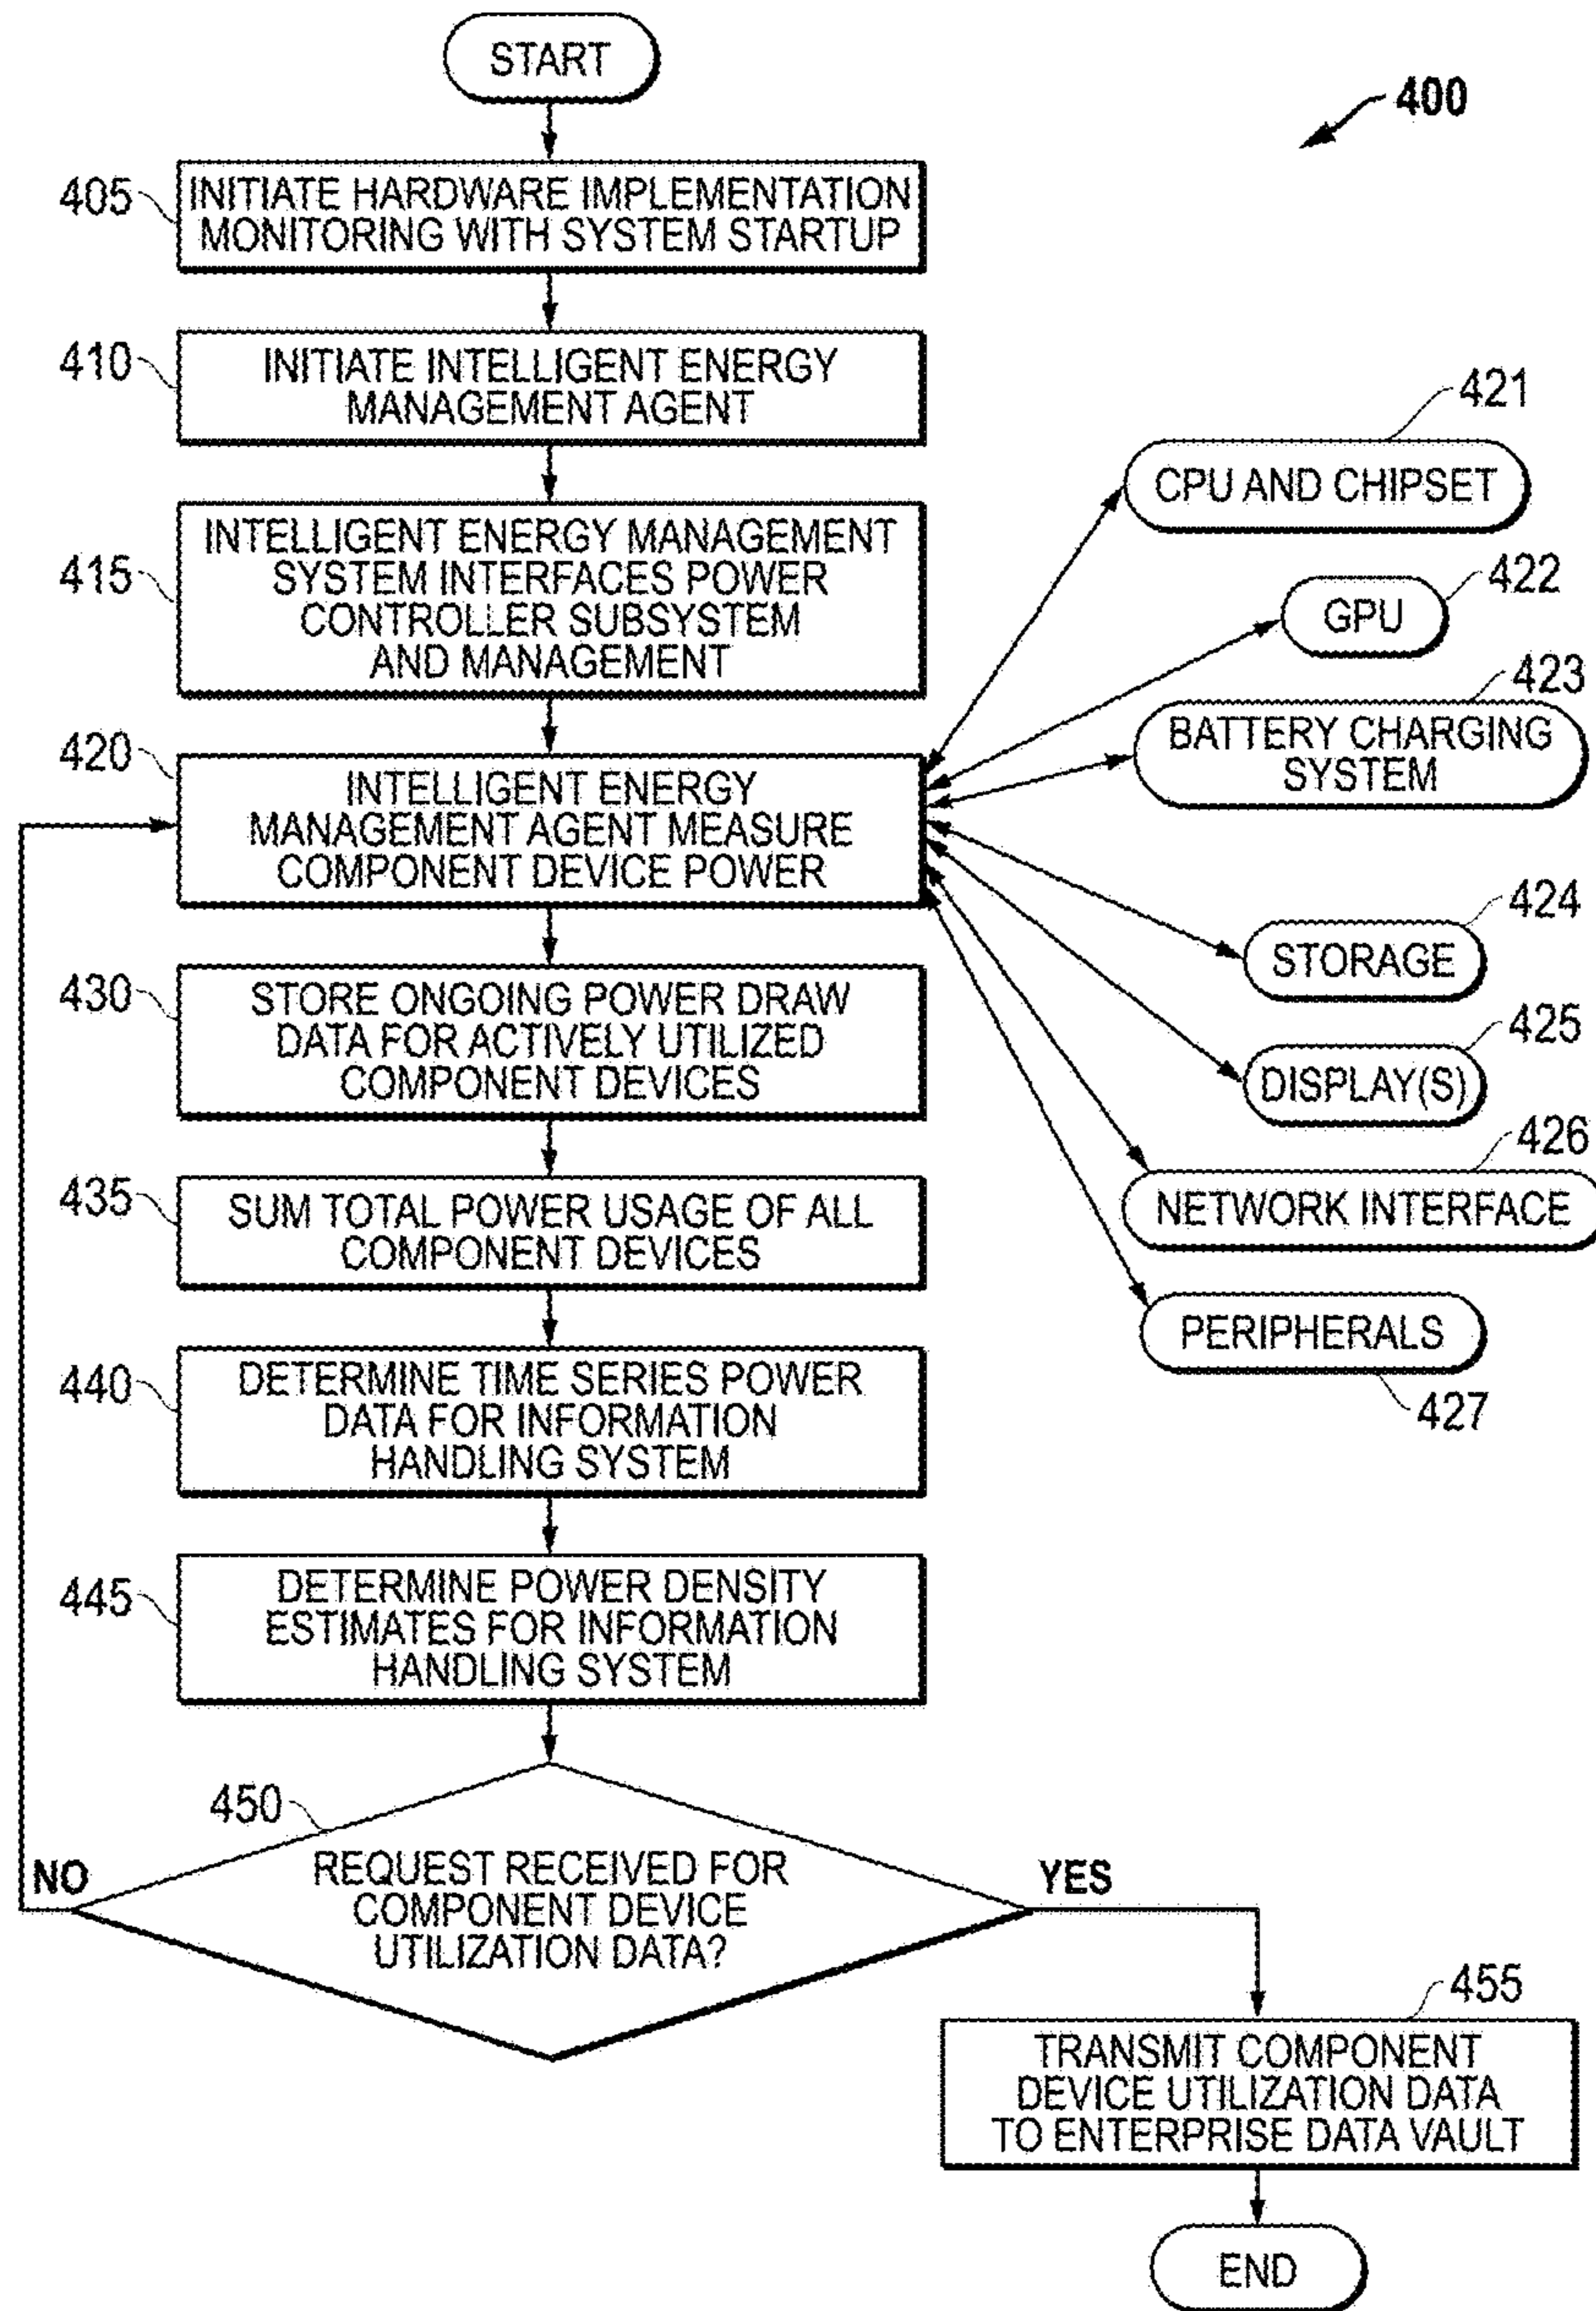 START
400
405
INITIATE HARDWARE IMPLEMENTATION
MONITORING WITH SYSTEM STARTUP
410
INITIATE INTELLIGENT ENERGY
MANAGEMENT AGENT
415
INTELLIGENT ENERGY MANAGEMENT
SYSTEM INTERFACES POWER
CONTROLLER SUBSYSTEM
AND MANAGEMENT
420
INTELLIGENT ENERGY
MANAGEMENT AGENT MEASURE
COMPONENT DEVICE POWER
421
CPU AND CHIPSET
422
GPU
423
BATTERY CHARGING
SYSTEM
424
STORAGE
425
DISPLAY(S)
426
NETWORK INTERFACE
PERIPHERALS
427
430
STORE ONGOING POWER DRAW
DATA FOR ACTIVELY UTILIZED
COMPONENT DEVICES
435
SUM TOTAL POWER USAGE OF ALL
COMPONENT DEVICES
440
DETERMINE TIME SERIES POWER
DATA FOR INFORMATION
HANDLING SYSTEM
445
DETERMINE POWER DENSITY
ESTIMATES FOR INFORMATION
HANDLING SYSTEM
450
REQUEST RECEIVED FOR
COMPONENT DEVICE
UTILIZATION DATA?
NO
YES
455
TRANSMIT COMPONENT
DEVICE UTILIZATION DATA
TO ENTERPRISE DATA VAULT
END